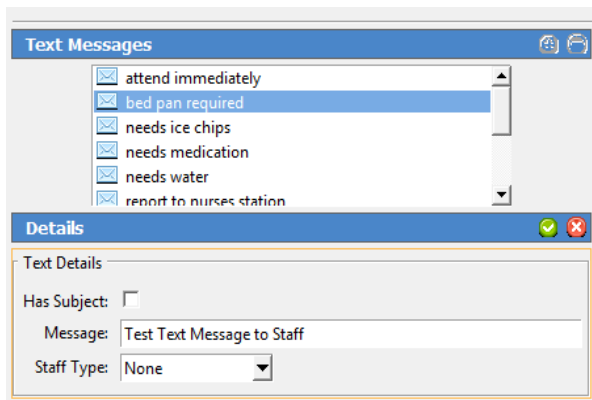 Text Messages
attend immediately
bed pan required
needs ice chips
needs medication
needs water
report to nurses station
Details
Text Details
Has Subject:
Message: Test Text Message to Staff
Staff Type: None